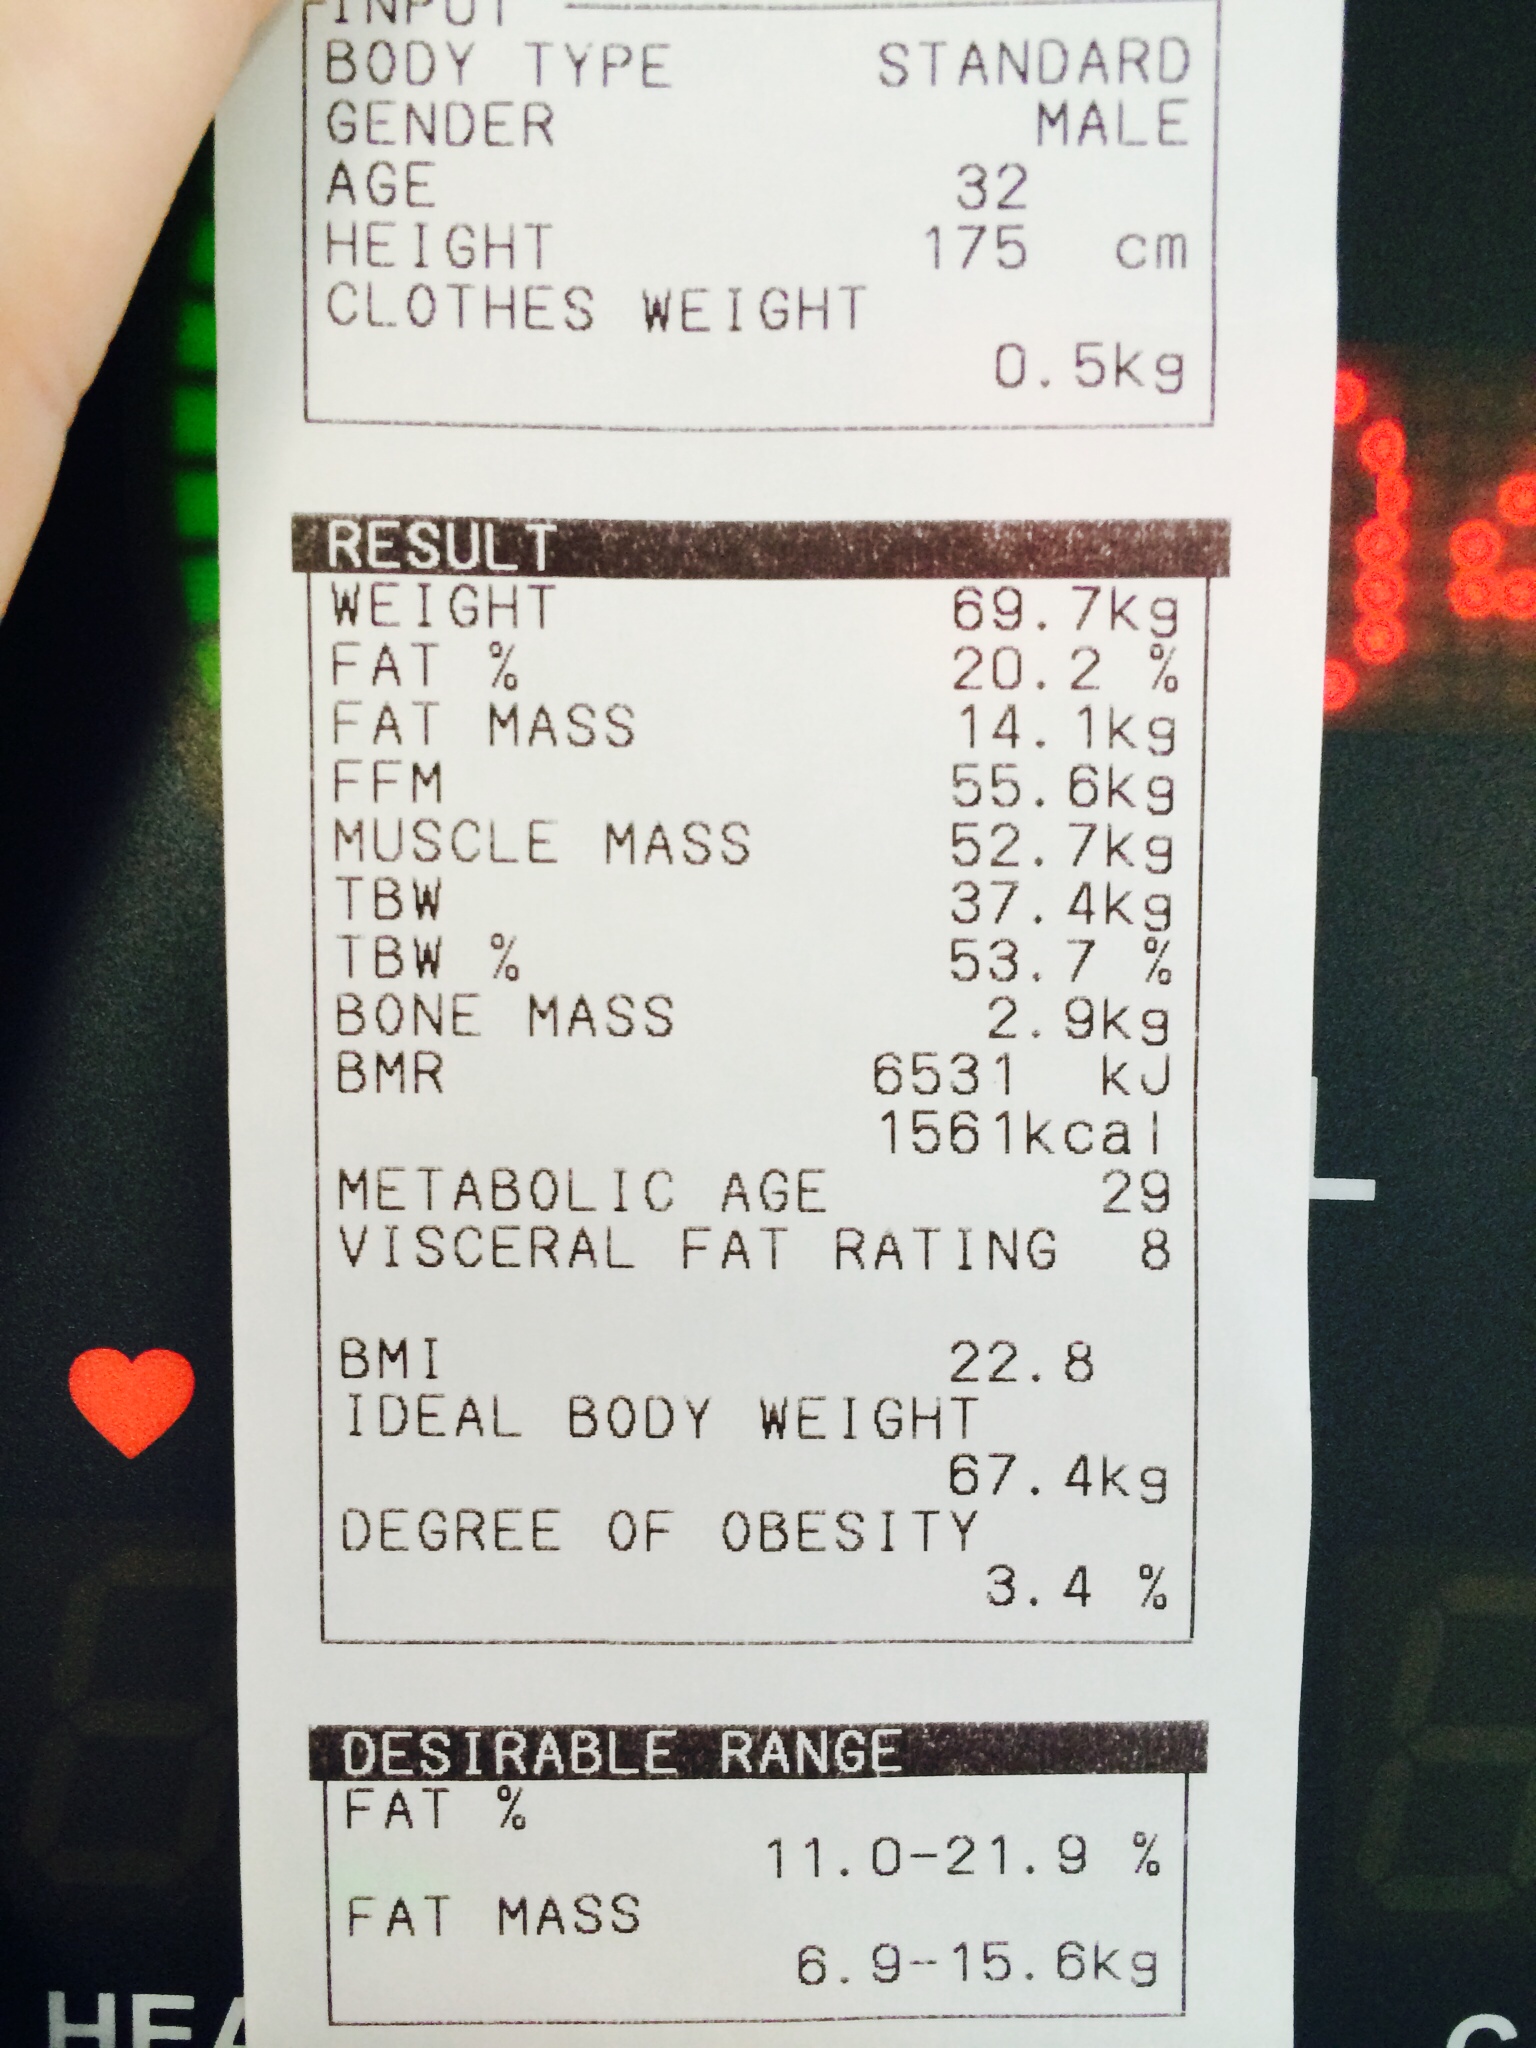 INPUT
BODY TYPE STANDARD
GENDER MALE
AGE 32
HEIGHT 175 cm
CLOTHES WEIGHT
0.5kg
RESULT
WEIGHT 69.7kg
FAT % 20.2 %
FAT MASS 14.1kg
FFM 55.6kg
MUSCLE MASS 52.7kg
TBW 37.4kg
TBW % 53.7 %
BONE MASS 2.9kg
BMR 6531 kJ
1561kcal
METABOLIC AGE 29
VISCERAL FAT RATING 8
BMI 22.8
IDEAL BODY WEIGHT
67.4kg
DEGREE OF OBESITY
3.4 %
DESIRABLE RANGE
FAT %
11.0-21.9 %
FAT MASS
6.9-15.6kg